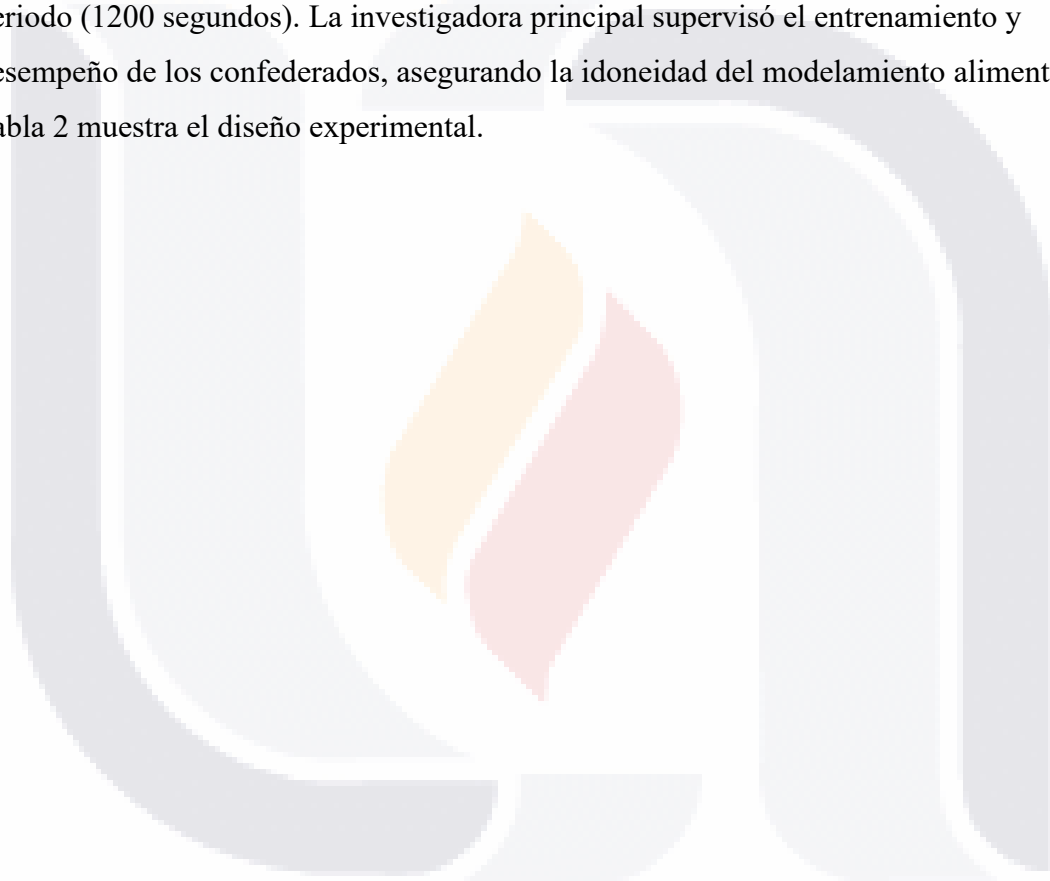 eriodo (1200 segundos). La investigadora principal supervisó el entrenamiento y
esempeño de los confederados, asegurando la idoneidad del modelamiento aliment
abla 2 muestra el diseño experimental.